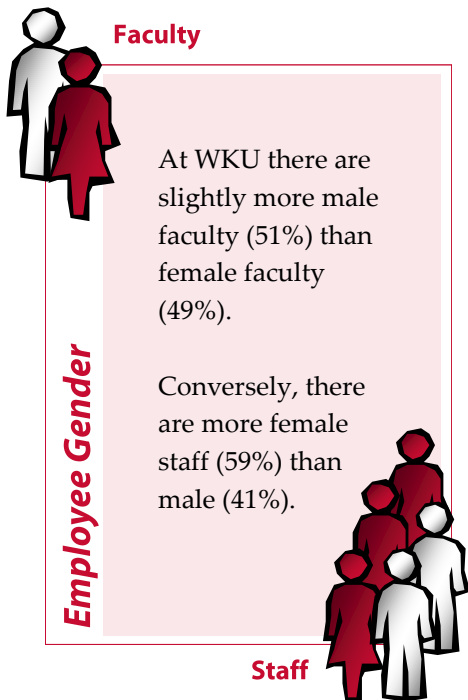 Faculty
At WKU there are
slightly more male
faculty (51%) than
female faculty
(49%).
Conversely, there
are more female
staff (59%) than
male (41%).
Employee Gender
Staff